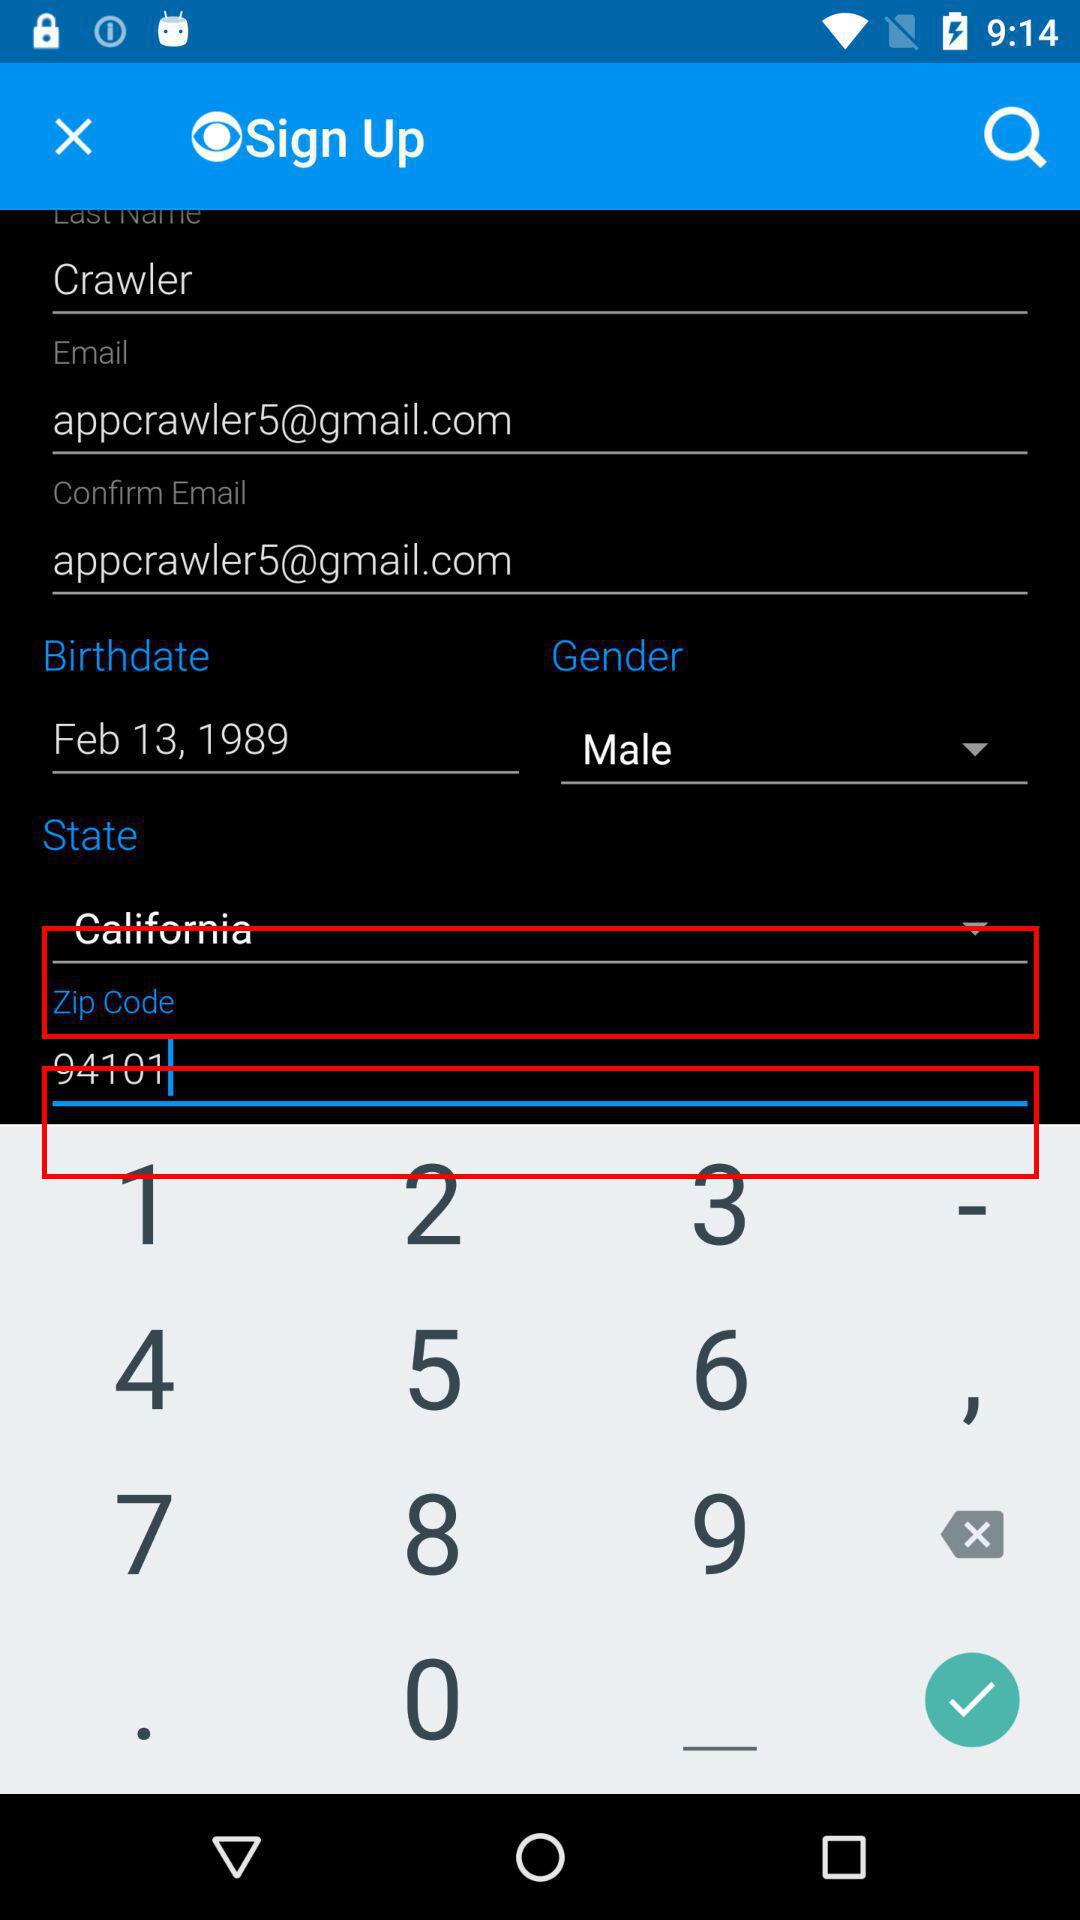 9:14
Sign Up
Last Name
Crawler
Email
appcrawler5@gmail.com
Confirm Email
appcrawler5@gmail.com
Birthdate Gender
Feb 13, 1989 Male
State
California
Zip Code
94101
1 2 3 -
4 5 6 ,
7 8 9
. 0 _